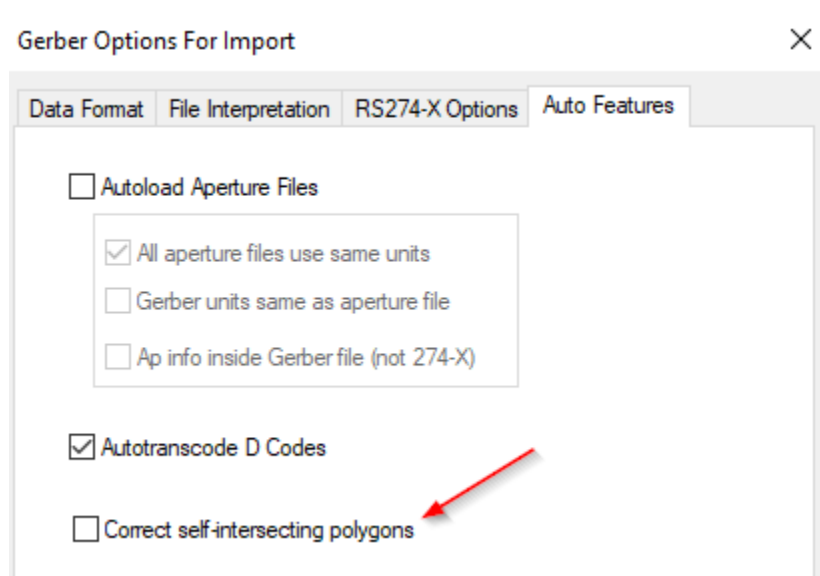 Gerber Options For Import
Data Format File Interpretation RS274-X Options Auto Features
Autoload Aperture Files
All aperture files use same units
Gerber units same as aperture file
Ap info inside Gerber file (not 274-X)
Autotranscode D Codes
Correct self-intersecting polygons